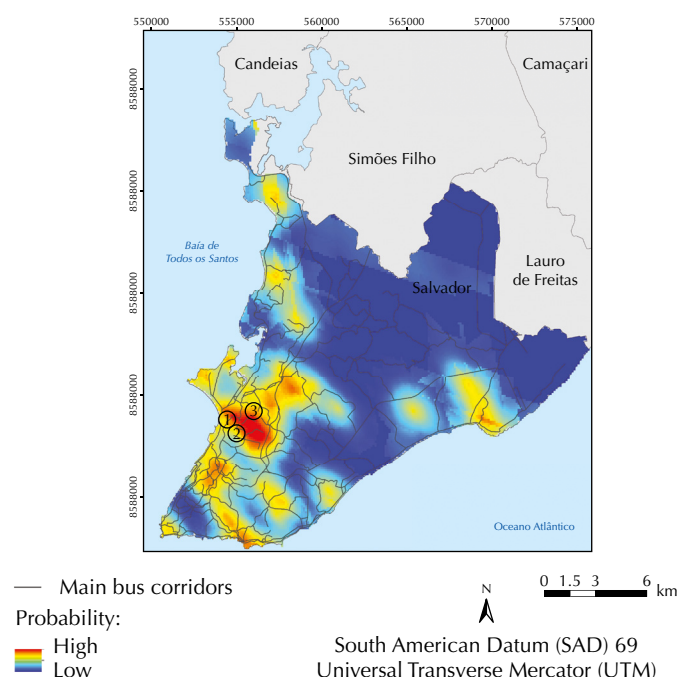 550000 555000 560000 565000 570000 575000
8588000
8588000
8588000
8588000
8588000
Candeias
Camaçari
Simões Filho
Baía de
Todos os Santos
Lauro
de Freitas
Salvador
3
1
2
Oceano Atlântico
Main bus corridors
Probability:
High
Low
N
0 1.5 3 6 km
South American Datum (SAD) 69
Universal Transverse Mercator (UTM)